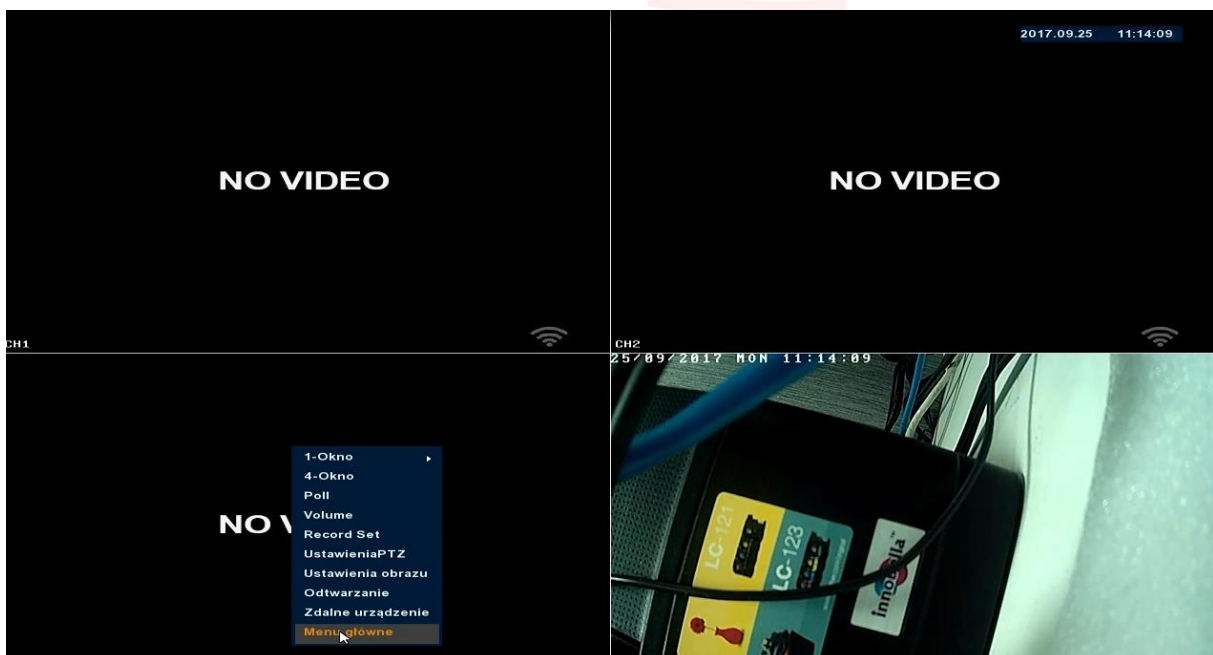 2017.09.25 11:14:09
NO VIDEO
NO VIDEO
CH1
CH2
25/09/2017 MON 11:14:09
NO V
1-Okno
4-Okno
Poll
Volume
Record Set
UstawieniaPTZ
Ustawienia obrazu
Odtwarzanie
Zdalne urządzenie
Menu główne
LC-121
LC-123
innobella™